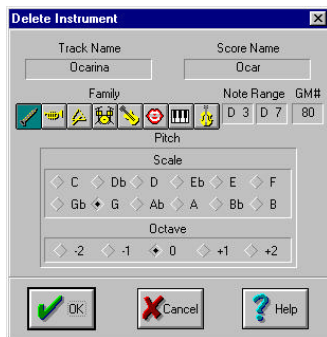 Delete Instrument
Track Name Score Name
Ocarina Ocar
Family Note Range GM#
D 3 D 7 80
Pitch
Scale
C Db D Eb E F
Gb G Ab A Bb B
Octave
-2 -1 0 +1 +2
OK Cancel Help